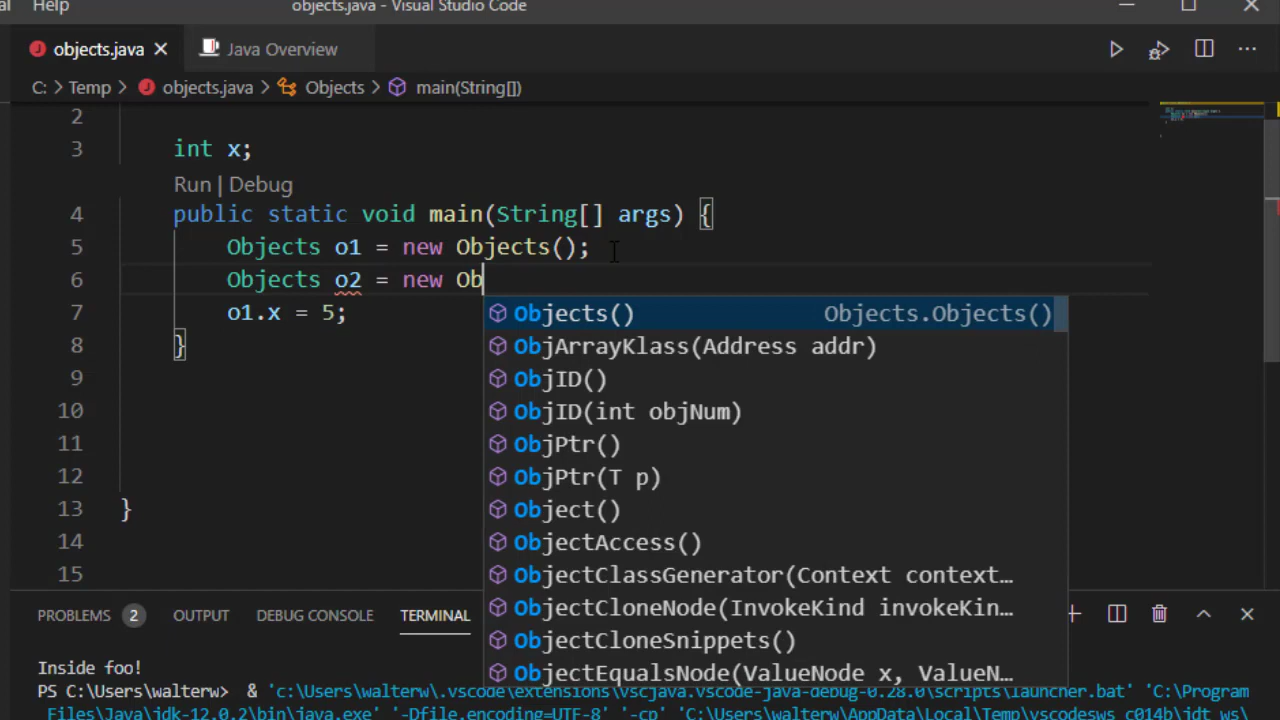 al Help objects.java - Visual Studio Code
objects.java Java Overview
C: > Temp > objects.java > Objects > main(String[])
2
3 int x;
Run | Debug
4 public static void main(String[] args) {
5 Objects o1 = new Objects();
6 Objects o2 = new Ob
7 o1.x = 5;
8 }
9
10
11
12
13 }
14
15
Objects() Objects.Objects()
ObjArrayKlass(Address addr)
ObjID()
ObjID(int objNum)
ObjPtr()
ObjPtr(T p)
Object()
ObjectAccess()
ObjectClassGenerator(Context context…
ObjectCloneNode(InvokeKind invokeKin…
ObjectCloneSnippets()
ObjectEqualsNode(ValueNode x, ValueN…
PROBLEMS 2 OUTPUT DEBUG CONSOLE TERMINAL
Inside foo!
PS C:\Users\walterw> & 'c:\Users\walterw\.vscode\extensions\vscjava.vscode-java-debug-0.28.0\scripts\launcher.bat' 'C:\Program
Files\Java\jdk-12.0.2\bin\java.exe' '-Dfile.encoding=UTF-8' '-cp' 'C:\Users\walterw\AppData\Local\Temp\vscodesws_c014b\jdt_ws\